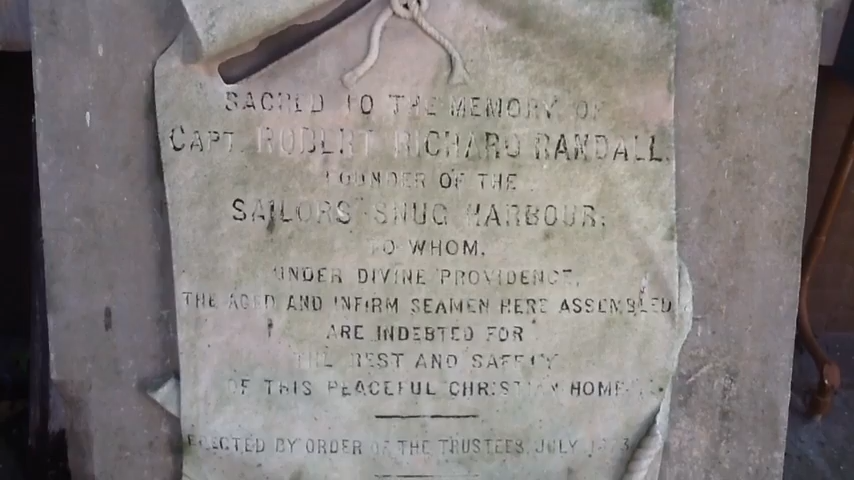 SACRED TO THE MEMORY OF
CAPT. ROBERT RICHARD RANDALL,
FOUNDER OF THE
SAILORS' SNUG HARBOUR;
TO WHOM,
UNDER DIVINE PROVIDENCE,
THE AGED AND INFIRM SEAMEN HERE ASSEMBLED
ARE INDEBTED FOR
THE REST AND SAFETY
OF THIS PEACEFUL CHRISTIAN HOME
ERECTED BY ORDER OF THE TRUSTEES, JULY